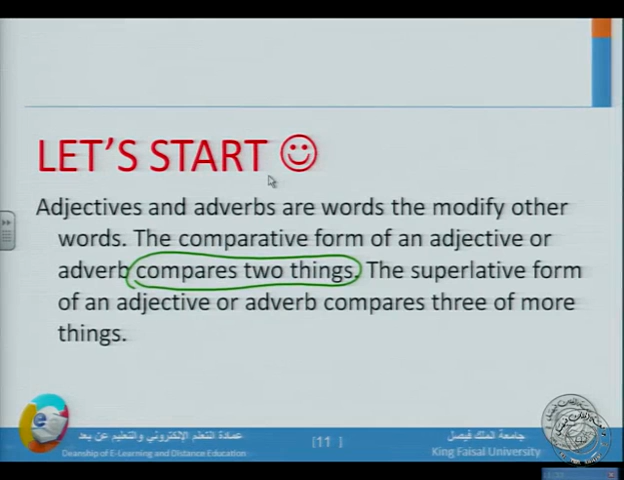 LET'S START ☺
Adjectives and adverbs are words the modify other
words. The comparative form of an adjective or
adverb compares two things. The superlative form
of an adjective or adverb compares three of more
things.
عمادة التعلم الإلكتروني والتعليم عن بعد
[11]
جامعة الملك فيصل
Deanship of E-Learning and Distance Education
King Faisal University